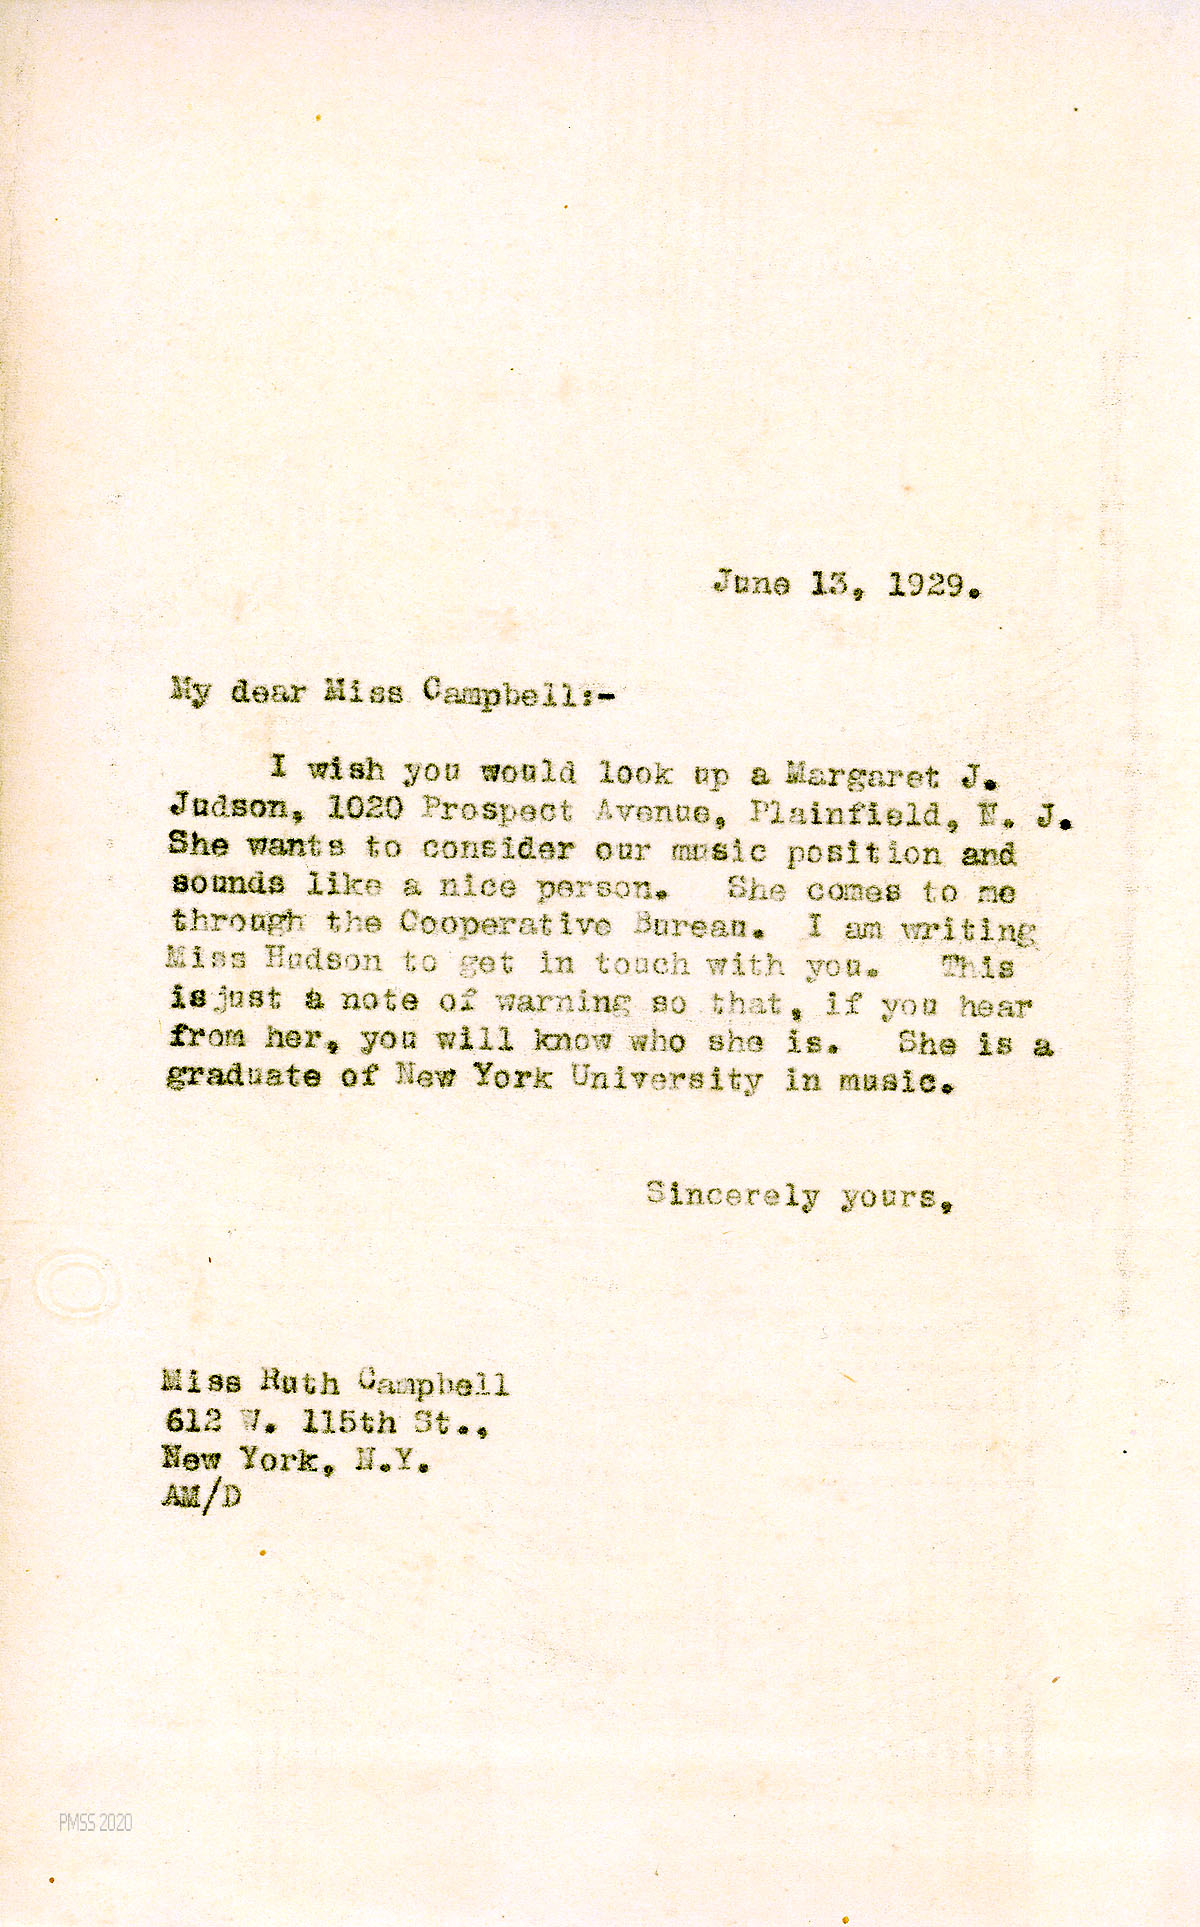 June 13, 1929.
My dear Miss Campbell:-
I wish you would look up a Margaret J.
Judson, 1020 Prospect Avenue, Plainfield, N. J.
She wants to consider our music position and
sounds like a nice person. She comes to me
through the Cooperative Bureau. I am writing
Miss Hudson to get in touch with you. This
is just a note of warning so that, if you hear
from her, you will know who she is. She is a
graduate of New York University in music.
Sincerely yours,
Miss Ruth Campbell
612 W. 115th St.,
New York, N.Y.
AM/D
PMSS 2020